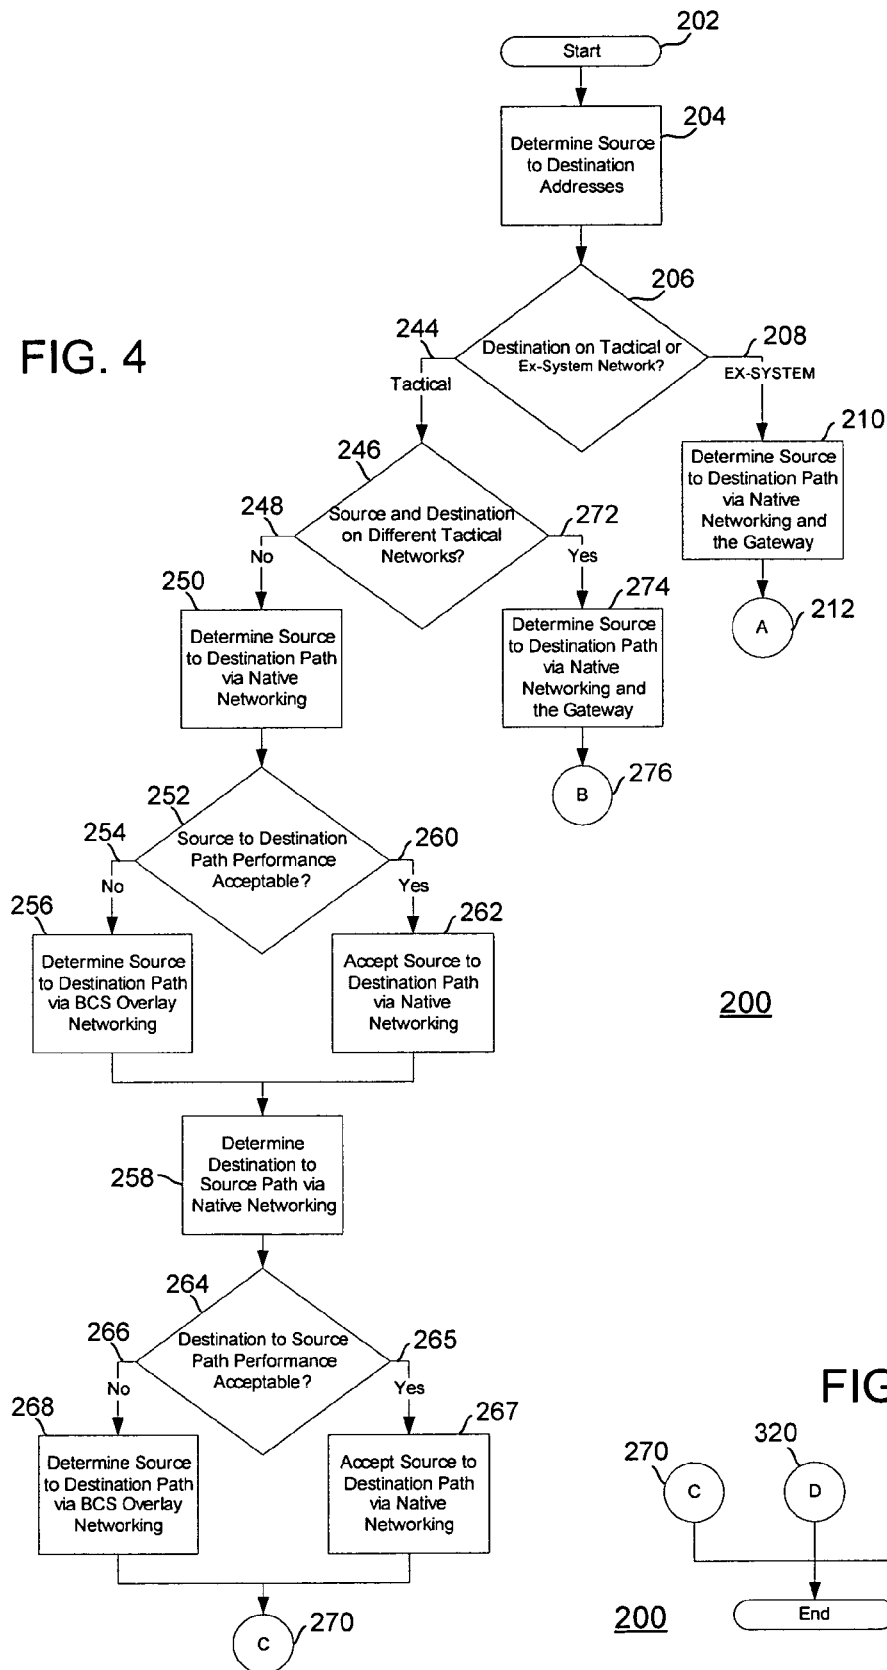 202
Start
204
Determine Source
to Destination
Addresses
206
FIG. 4
244
Destination on Tactical or
Ex-System Network?
208
Tactical
EX-SYSTEM
246
210
Determine Source
to Destination Path
via Native
Networking and
the Gateway
248
Source and Destination
on Different Tactical
Networks?
272
No
Yes
250
Determine Source
to Destination Path
via Native
Networking
274
Determine Source
to Destination Path
via Native
Networking and
the Gateway
A
212
252
B
276
254
Source to Destination
Path Performance
Acceptable?
260
No
Yes
256
Determine Source
to Destination Path
via BCS Overlay
Networking
262
Accept Source to
Destination Path
via Native
Networking
200
258
Determine
Destination to
Source Path via
Native Networking
264
266
Destination to Source
Path Performance
Acceptable?
265
No
Yes
FIG
268
Determine Source
to Destination Path
via BCS Overlay
Networking
267
Accept Source to
Destination Path
via Native
Networking
270
C
320
D
C
270
200
End